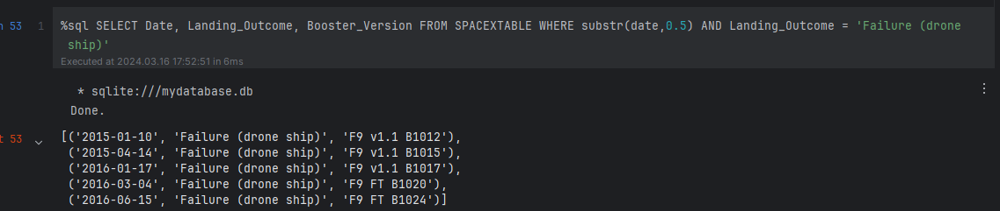 n 53 1 %sql SELECT Date, Landing_Outcome, Booster_Version FROM SPACEXTABLE WHERE substr(date,0.5) AND Landing_Outcome = 'Failure (drone
ship)'
Executed at 2024.03.16 17:52:51 in 6ms
* sqlite:///mydatabase.db
Done.
t 53 [('2015-01-10', 'Failure (drone ship)', 'F9 v1.1 B1012'),
('2015-04-14', 'Failure (drone ship)', 'F9 v1.1 B1015'),
('2016-01-17', 'Failure (drone ship)', 'F9 v1.1 B1017'),
('2016-03-04', 'Failure (drone ship)', 'F9 FT B1020'),
('2016-06-15', 'Failure (drone ship)', 'F9 FT B1024')]